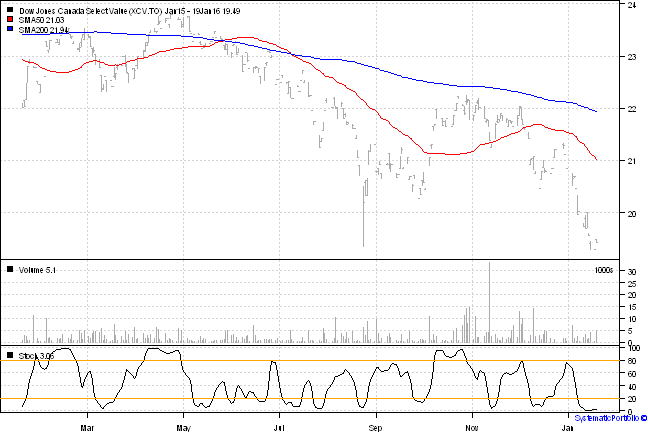 Dow Jones Canada Select Value (XCV.TO) Jan15 - 19Jan16 19.49
SMA50 21.03
SMA200 21.94
24
23
22
21
20
Volume 5.1
1000s
30
25
20
15
10
5
0
Stoch 3.06
100
80
60
40
20
0
Mar
May
Jul
Sep
Nov
Jan
SystematicPortfolio ©